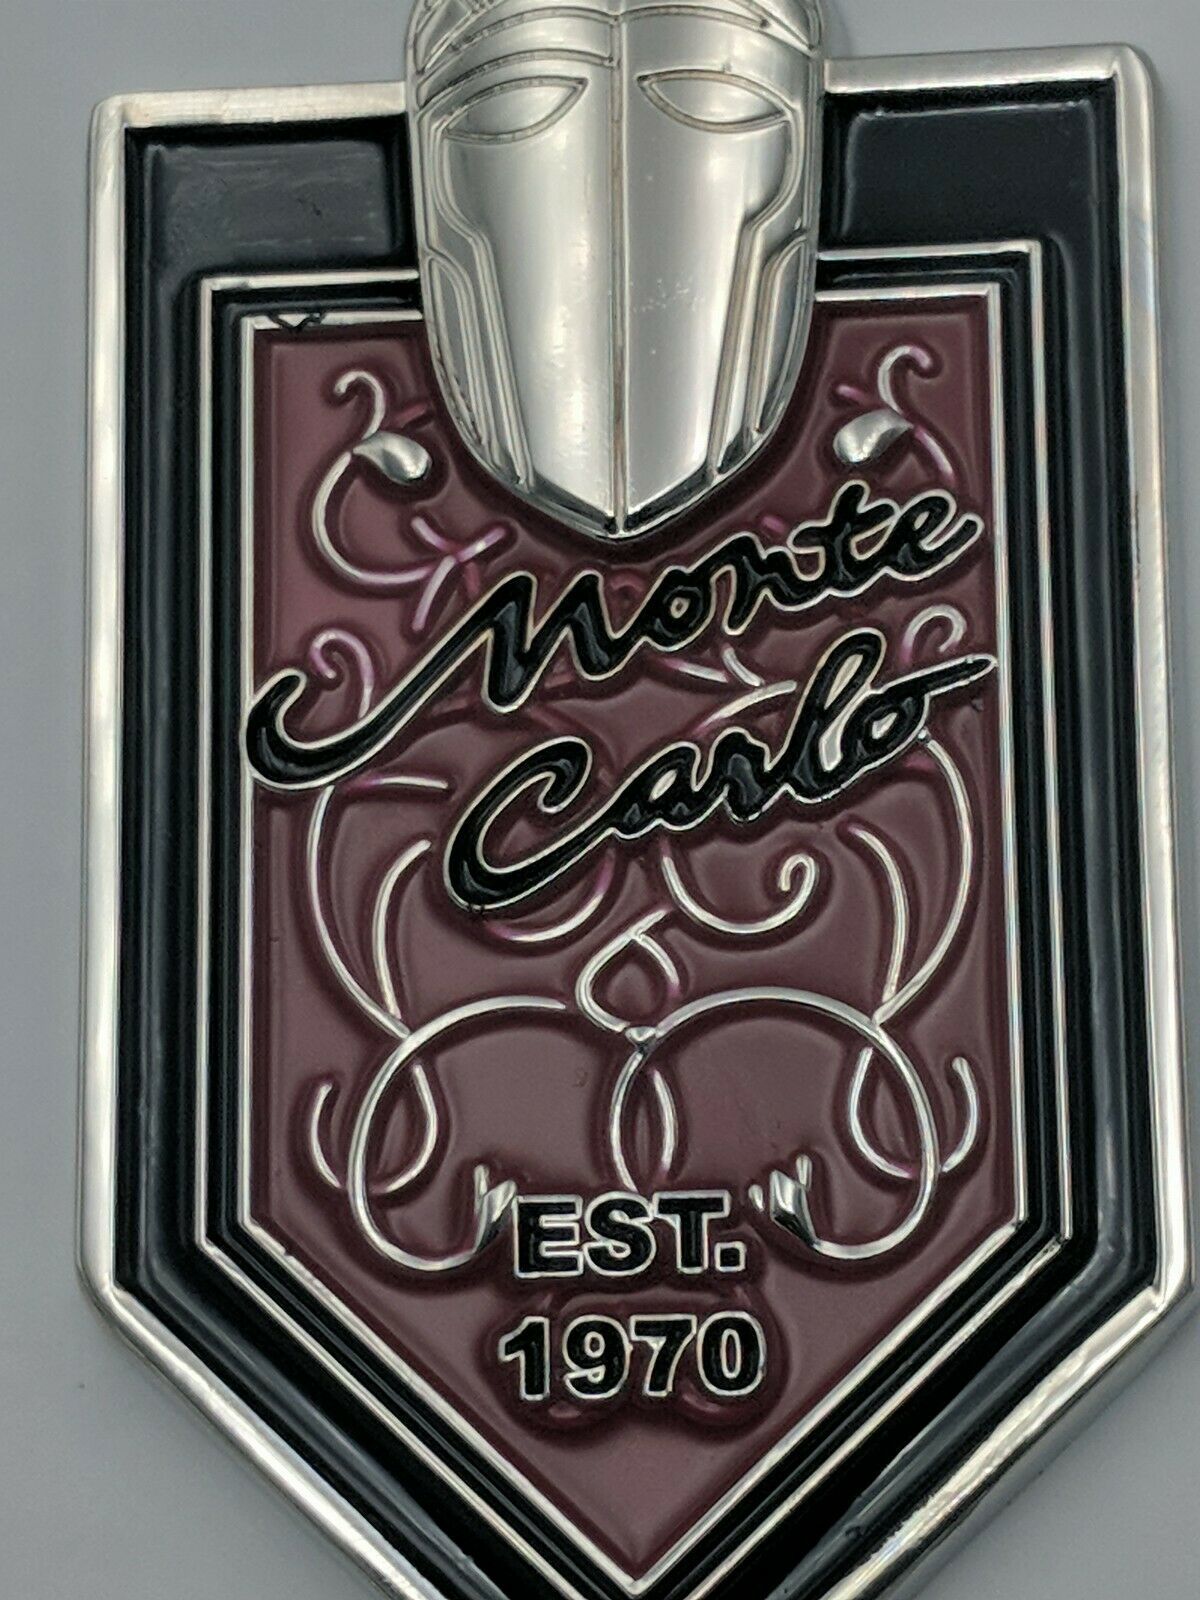 Monte
Carlo
EST.
1970